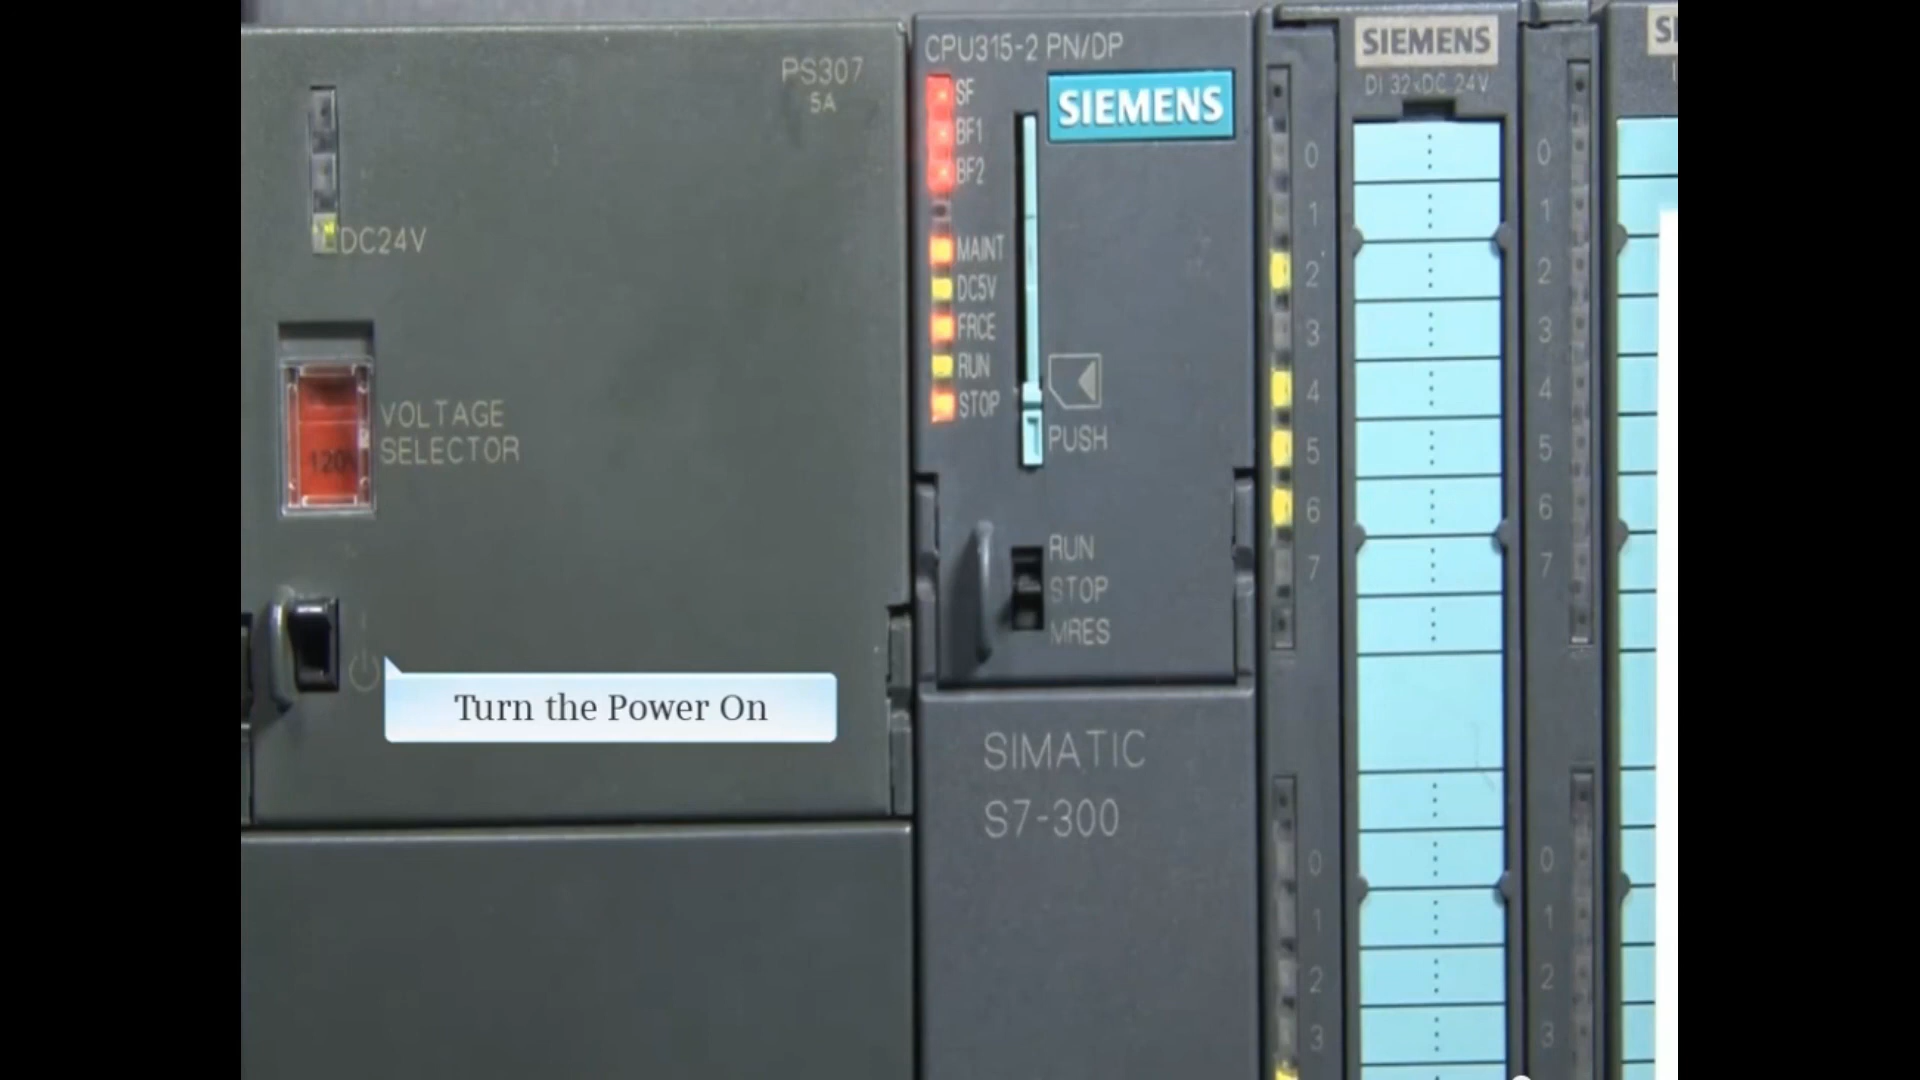 PS307
5A
DC24V
VOLTAGE
SELECTOR
120V
Turn the Power On
CPU315-2 PN/DP
SIEMENS
SF
BF1
BF2
MAINT
DC5V
FRCE
RUN
STOP
PUSH
RUN
STOP
MRES
SIMATIC
S7-300
SIEMENS
DI 32xDC 24V
0
1
2
3
4
5
6
7
0
1
2
3
0
1
2
3
4
5
6
7
0
1
2
3